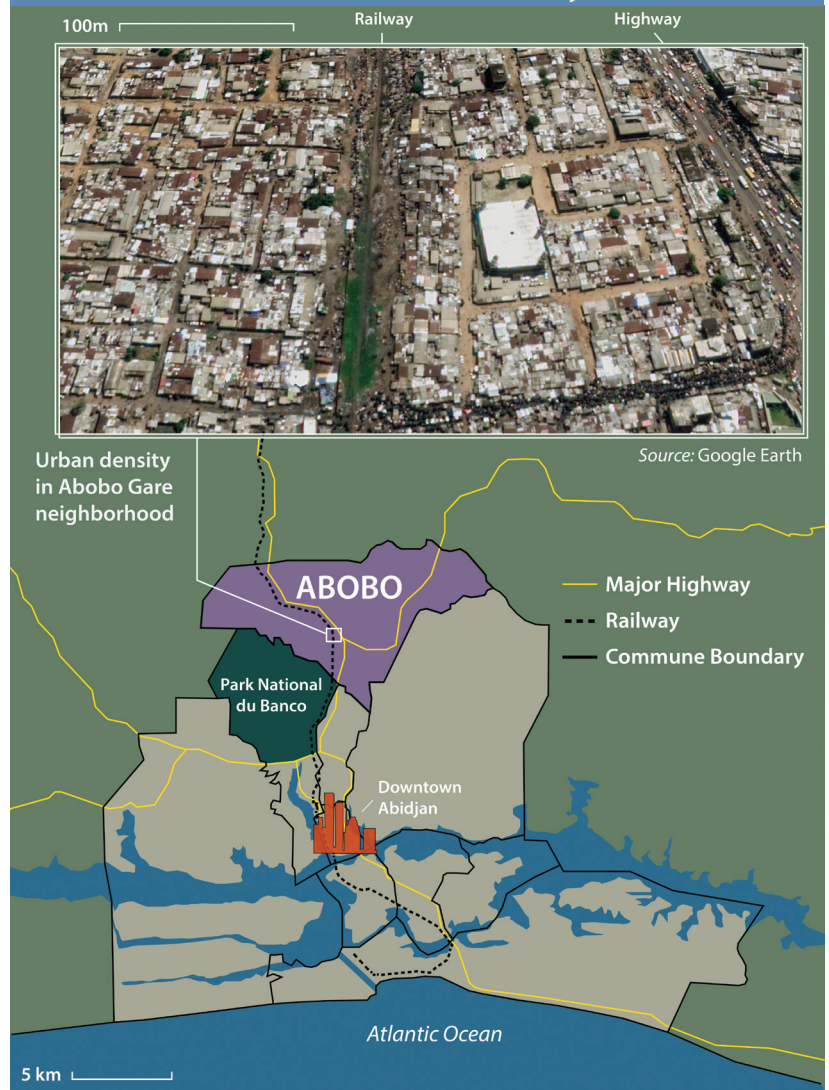 100m
Railway
Highway
Urban density
in Abobo Gare
neighborhood
Source: Google Earth
ABOBO
Major Highway
Railway
Commune Boundary
Park National
du Banco
Downtown
Abidjan
Atlantic Ocean
5 km